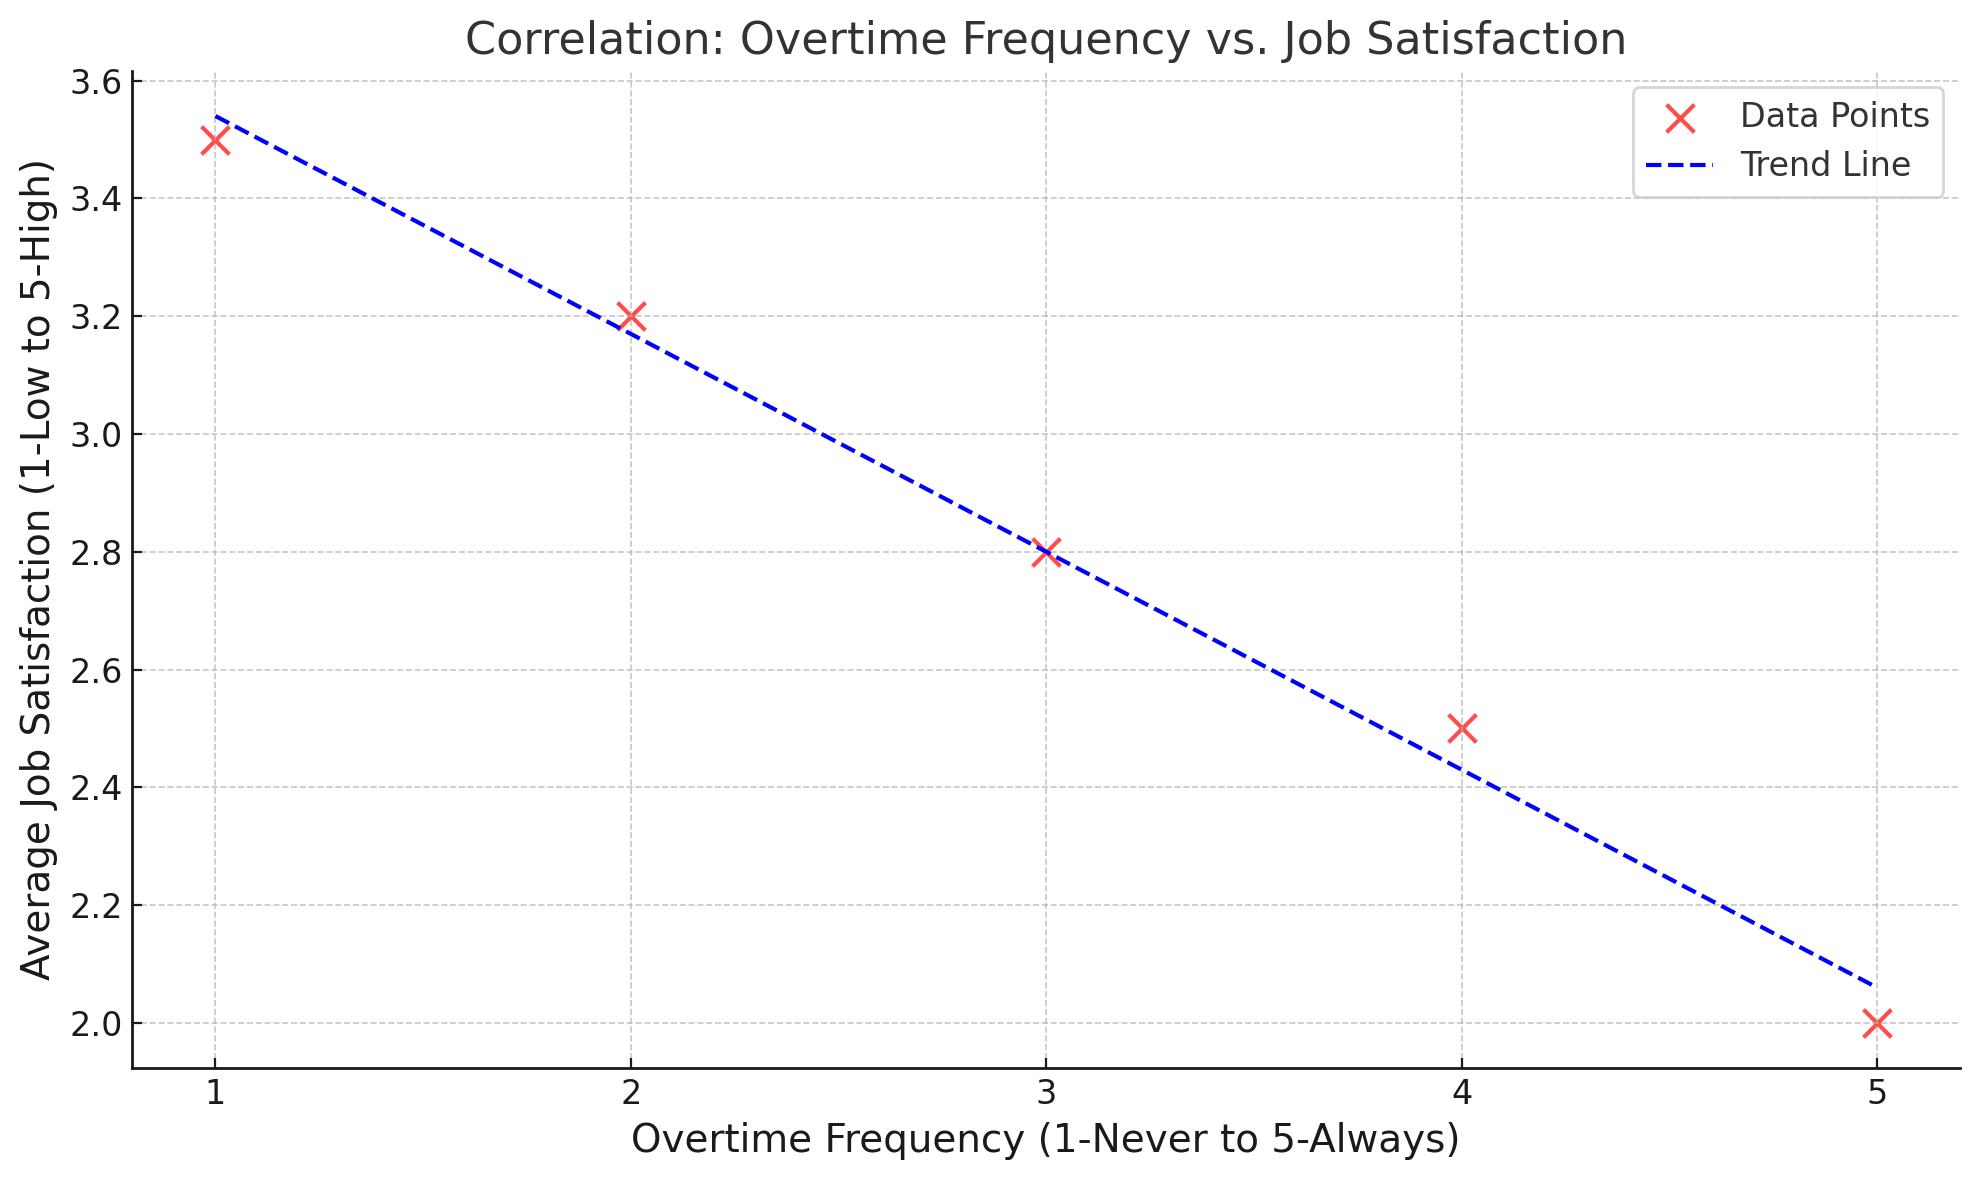 Correlation: Overtime Frequency vs. Job Satisfaction
Data Points
Trend Line
Average Job Satisfaction (1-Low to 5-High)
3.6
3.4
3.2
3.0
2.8
2.6
2.4
2.2
2.0
1 2 3 4 5
Overtime Frequency (1-Never to 5-Always)